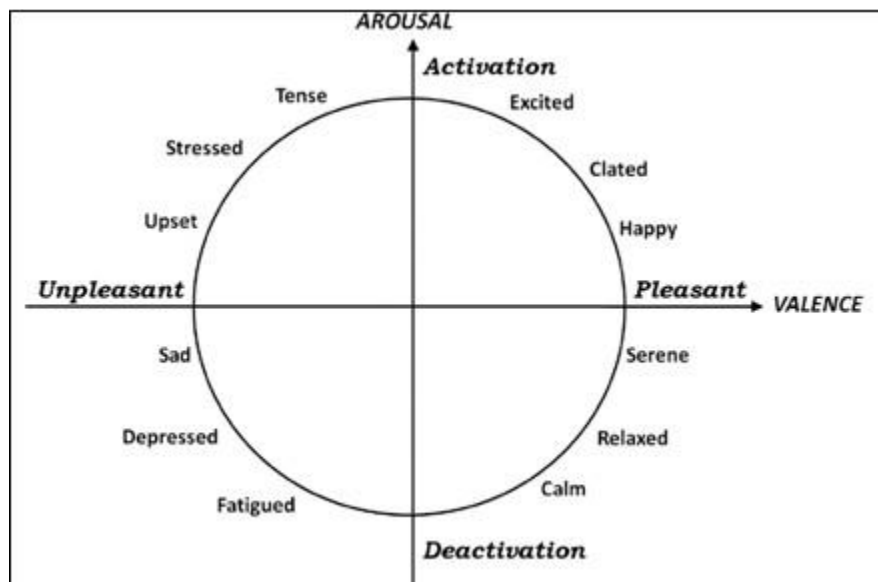 AROUSAL
Activation
Tense
Excited
Stressed
Clated
Upset
Happy
Unpleasant
Pleasant
VALENCE
Sad
Serene
Depressed
Relaxed
Calm
Fatigued
Deactivation